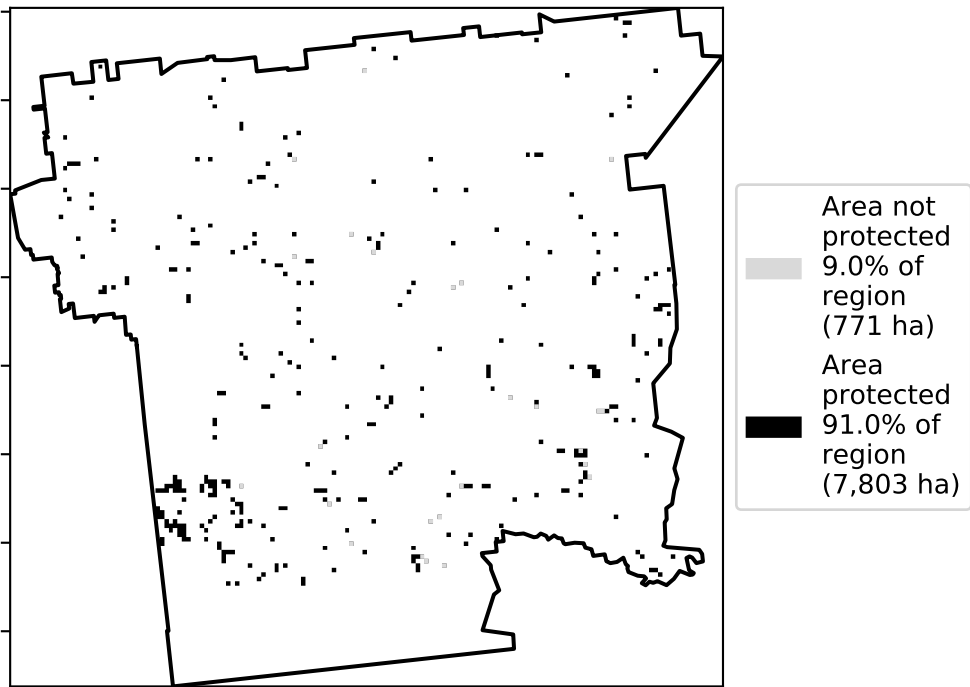 Area not
protected
9.0% of
region
(771 ha)
Area
protected
91.0% of
region
(7,803 ha)